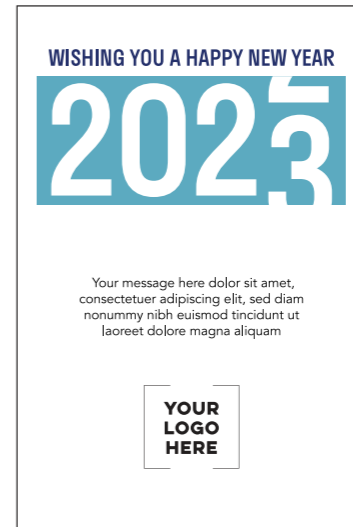 WISHING YOU A HAPPY NEW YEAR
2023
Your message here dolor sit amet,
consectetuer adipiscing elit, sed diam
nonummy nibh euismod tincidunt ut
laoreet dolore magna aliquam
YOUR
LOGO
HERE